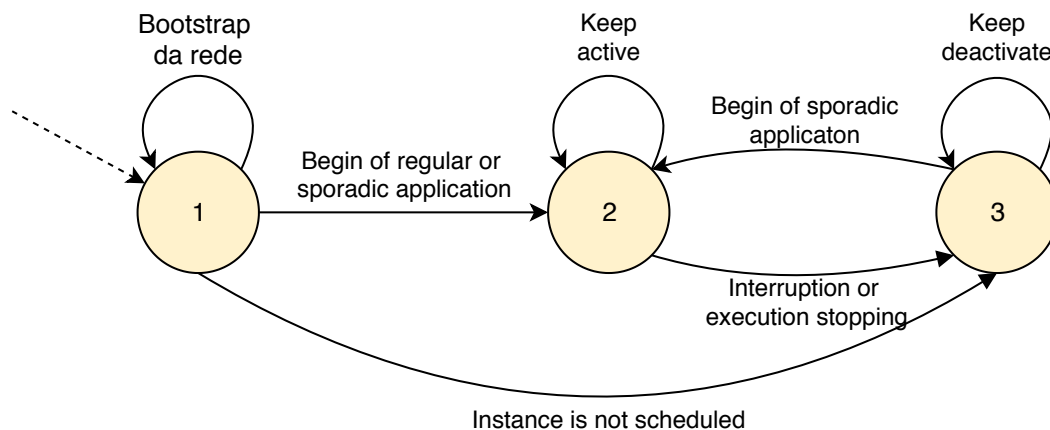 Bootstrap
da rede
Keep
active
Keep
deactivate
Begin of sporadic
applicaton
Begin of regular or
sporadic application
1
2
3
Interruption or
execution stopping
Instance is not scheduled